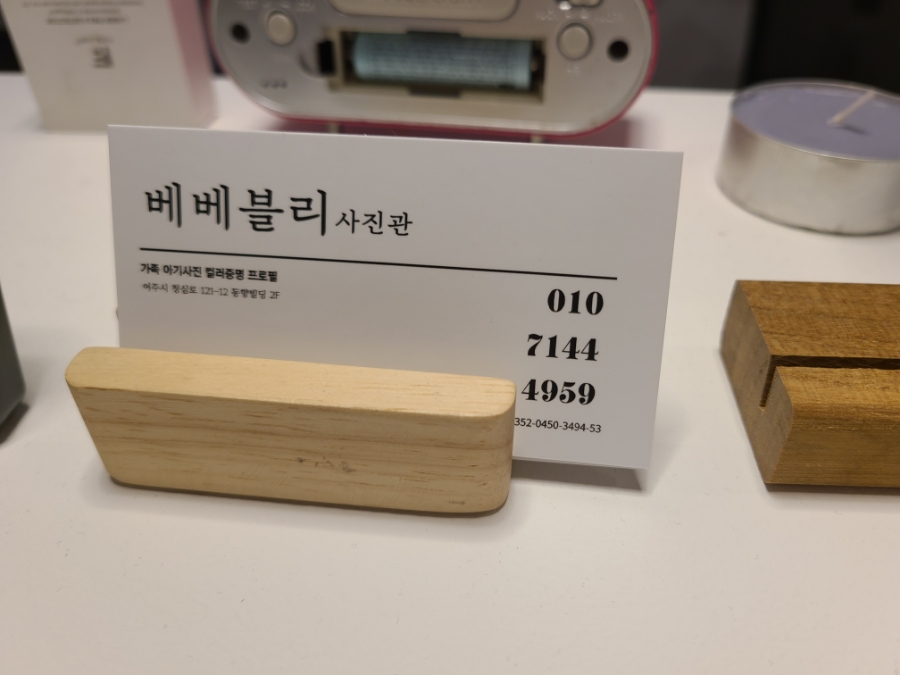 베베블리 사진관
가족 아기사진 컬러증명 프로필
여주시 청심로 121-12 동향빌딩 2F
010
7144
4959
352-0450-3494-53